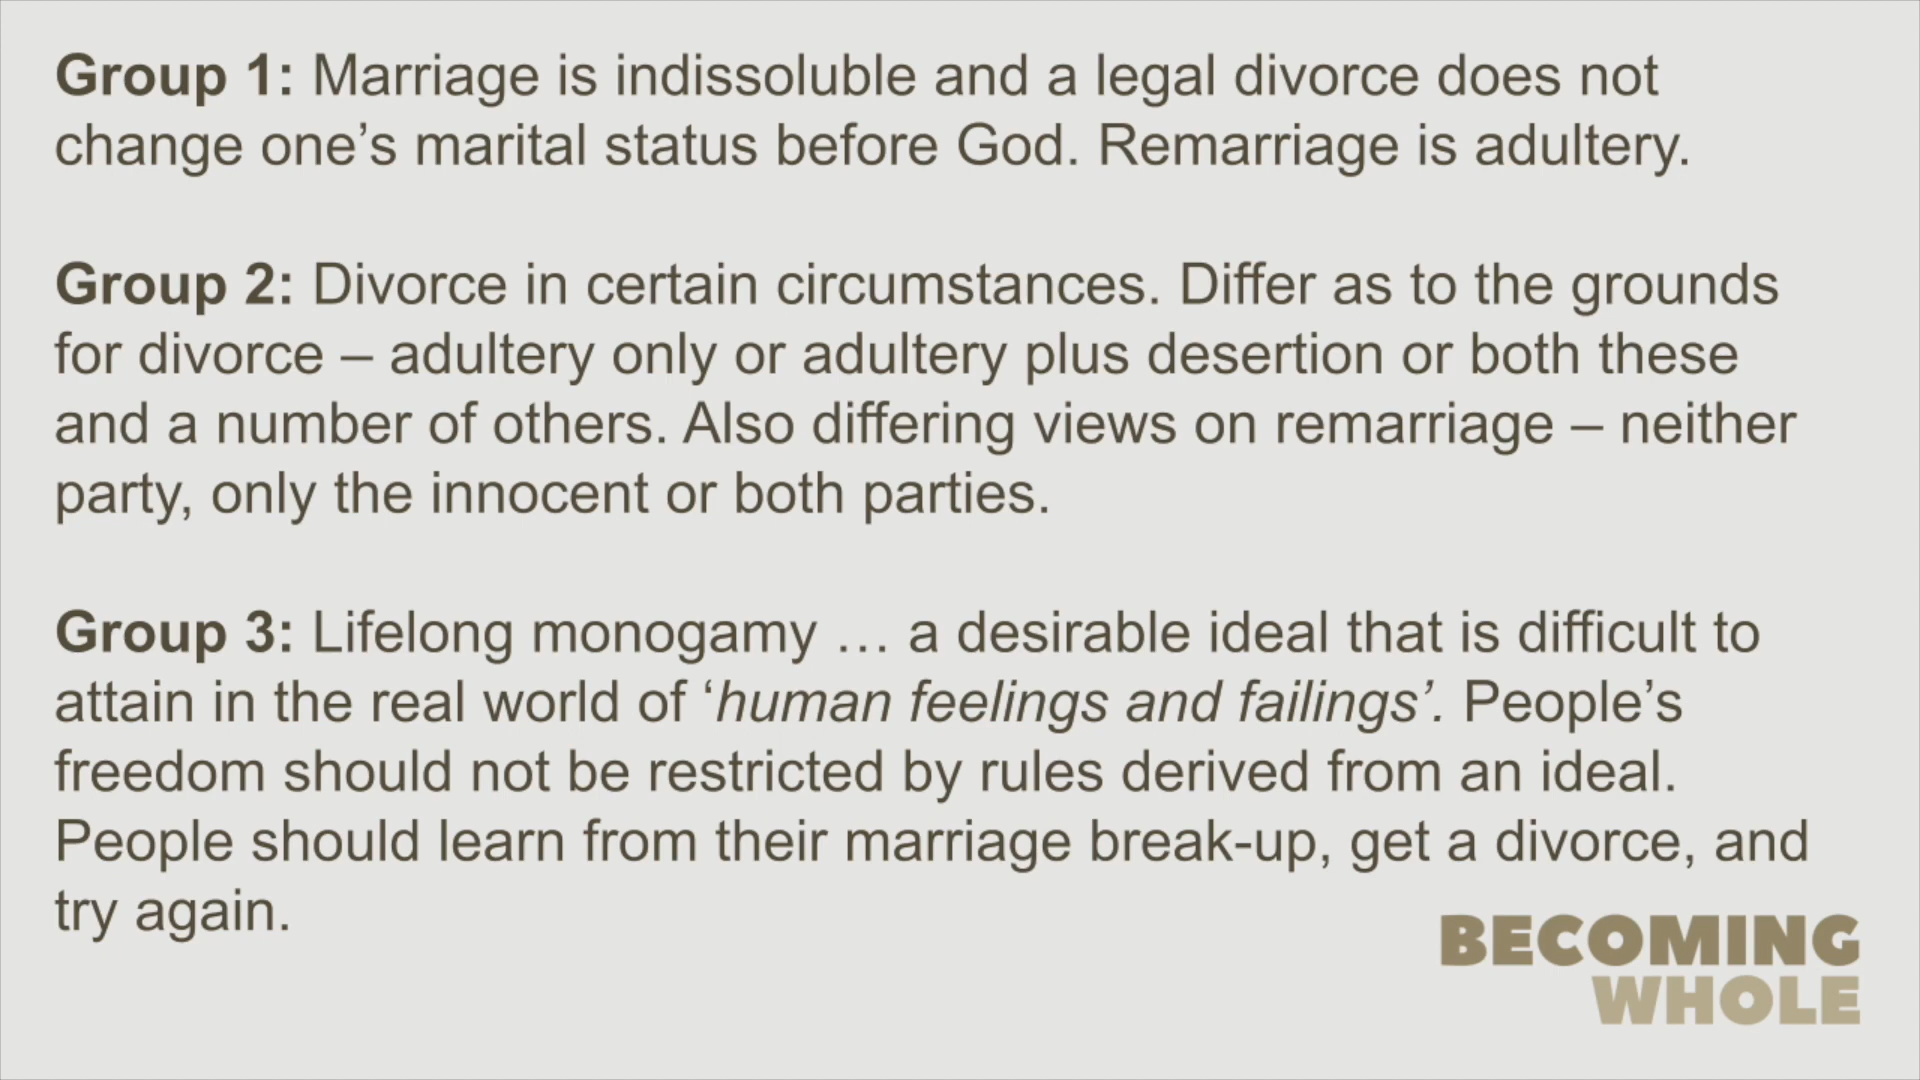 Group 1: Marriage is indissoluble and a legal divorce does not
change one’s marital status before God. Remarriage is adultery.
Group 2: Divorce in certain circumstances. Differ as to the grounds
for divorce – adultery only or adultery plus desertion or both these
and a number of others. Also differing views on remarriage – neither
party, only the innocent or both parties.
Group 3: Lifelong monogamy … a desirable ideal that is difficult to
attain in the real world of ‘human feelings and failings’. People’s
freedom should not be restricted by rules derived from an ideal.
People should learn from their marriage break-up, get a divorce, and
try again.
BECOMING
WHOLE